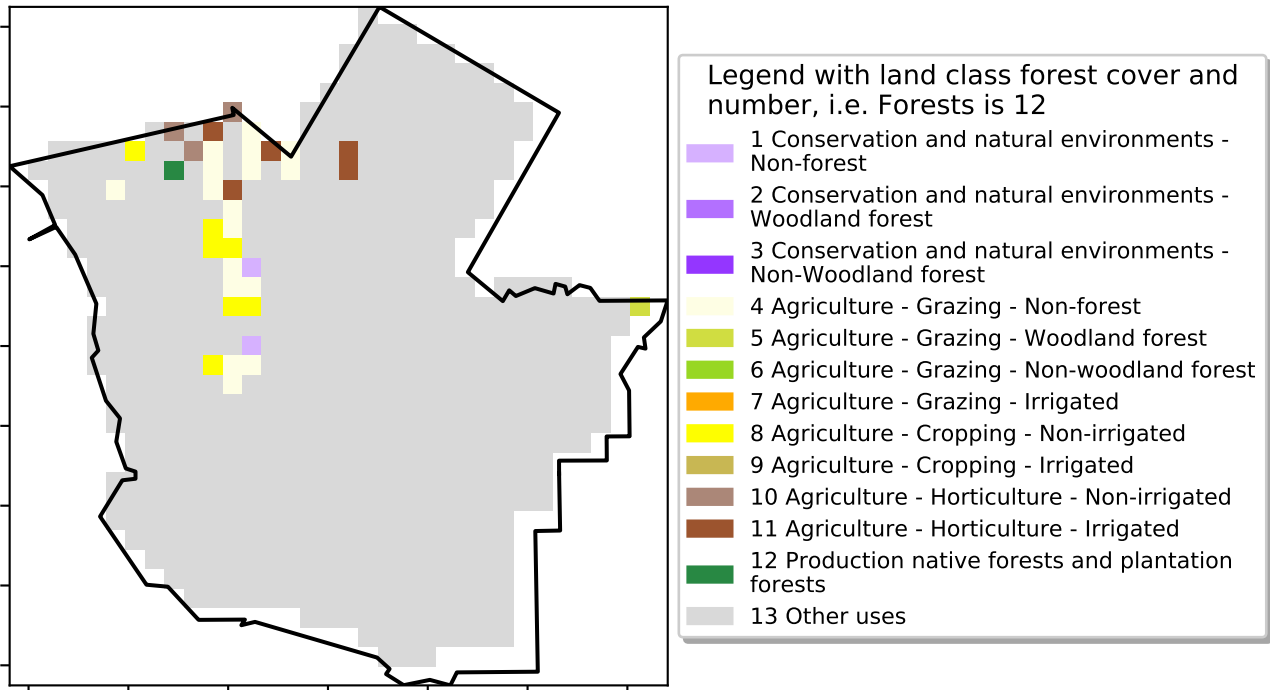 Legend with land class forest cover and
number, i.e. Forests is 12
1 Conservation and natural environments -
Non-forest
2 Conservation and natural environments -
Woodland forest
3 Conservation and natural environments -
Non-Woodland forest
4 Agriculture - Grazing - Non-forest
5 Agriculture - Grazing - Woodland forest
6 Agriculture - Grazing - Non-woodland forest
7 Agriculture - Grazing - Irrigated
8 Agriculture - Cropping - Non-irrigated
9 Agriculture - Cropping - Irrigated
10 Agriculture - Horticulture - Non-irrigated
11 Agriculture - Horticulture - Irrigated
12 Production native forests and plantation
forests
13 Other uses